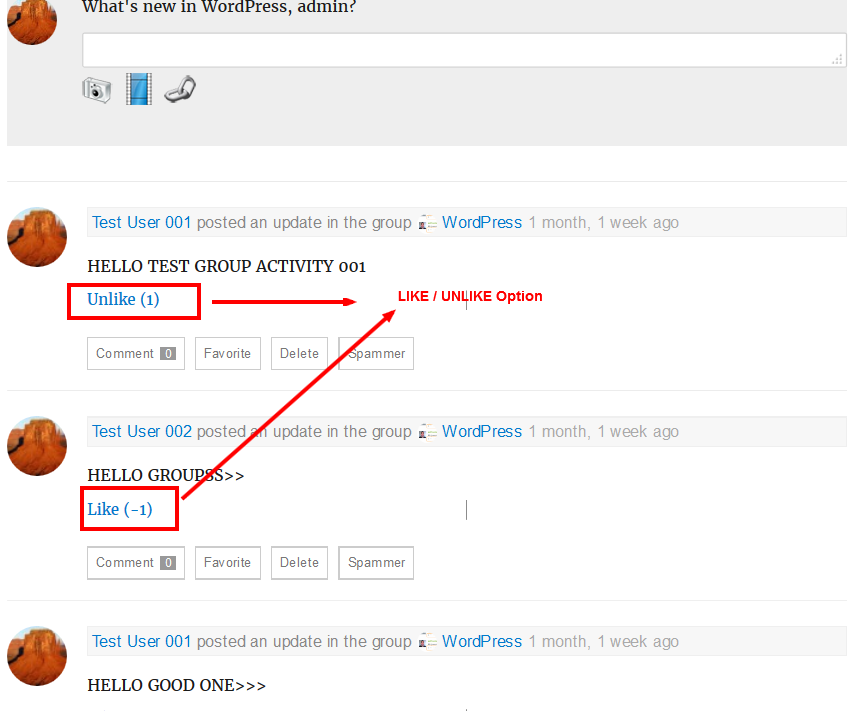 What's new in WordPress, admin?
Test User 001 posted an update in the group WordPress 1 month, 1 week ago
HELLO TEST GROUP ACTIVITY 001
Unlike (1)
LIKE / UNLIKE Option
Comment 0 Favorite Delete Spammer
Test User 002 posted an update in the group WordPress 1 month, 1 week ago
HELLO GROUPSS>>
Like (-1)
Comment 0 Favorite Delete Spammer
Test User 001 posted an update in the group WordPress 1 month, 1 week ago
HELLO GOOD ONE>>>